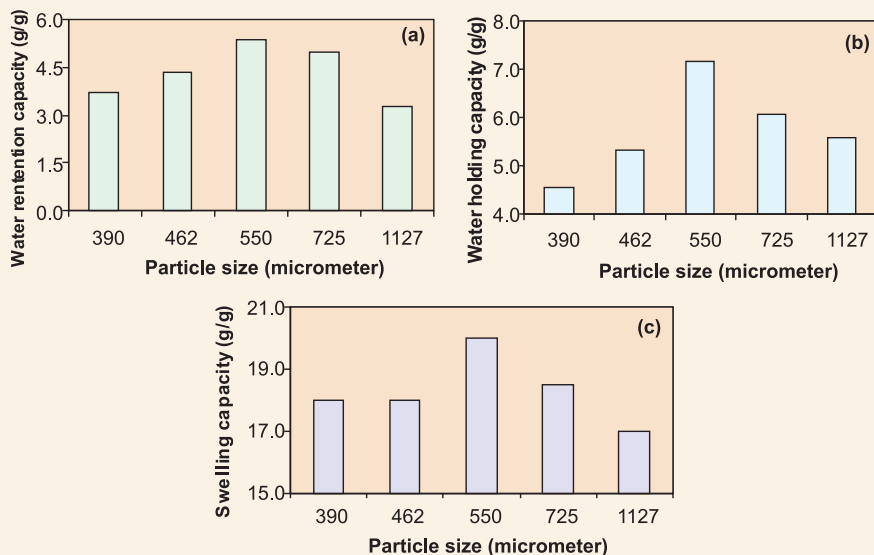 (a)
Water rentention capacity (g/g)
6.0
4.5
3.0
1.5
0.0
390 462 550 725 1127
Particle size (micrometer)
(b)
Water holding capacity (g/g)
8.0
7.0
6.0
5.0
4.0
390 462 550 725 1127
Particle size (micrometer)
(c)
Swelling capacity (g/g)
21.0
19.0
17.0
15.0
390 462 550 725 1127
Particle size (micrometer)